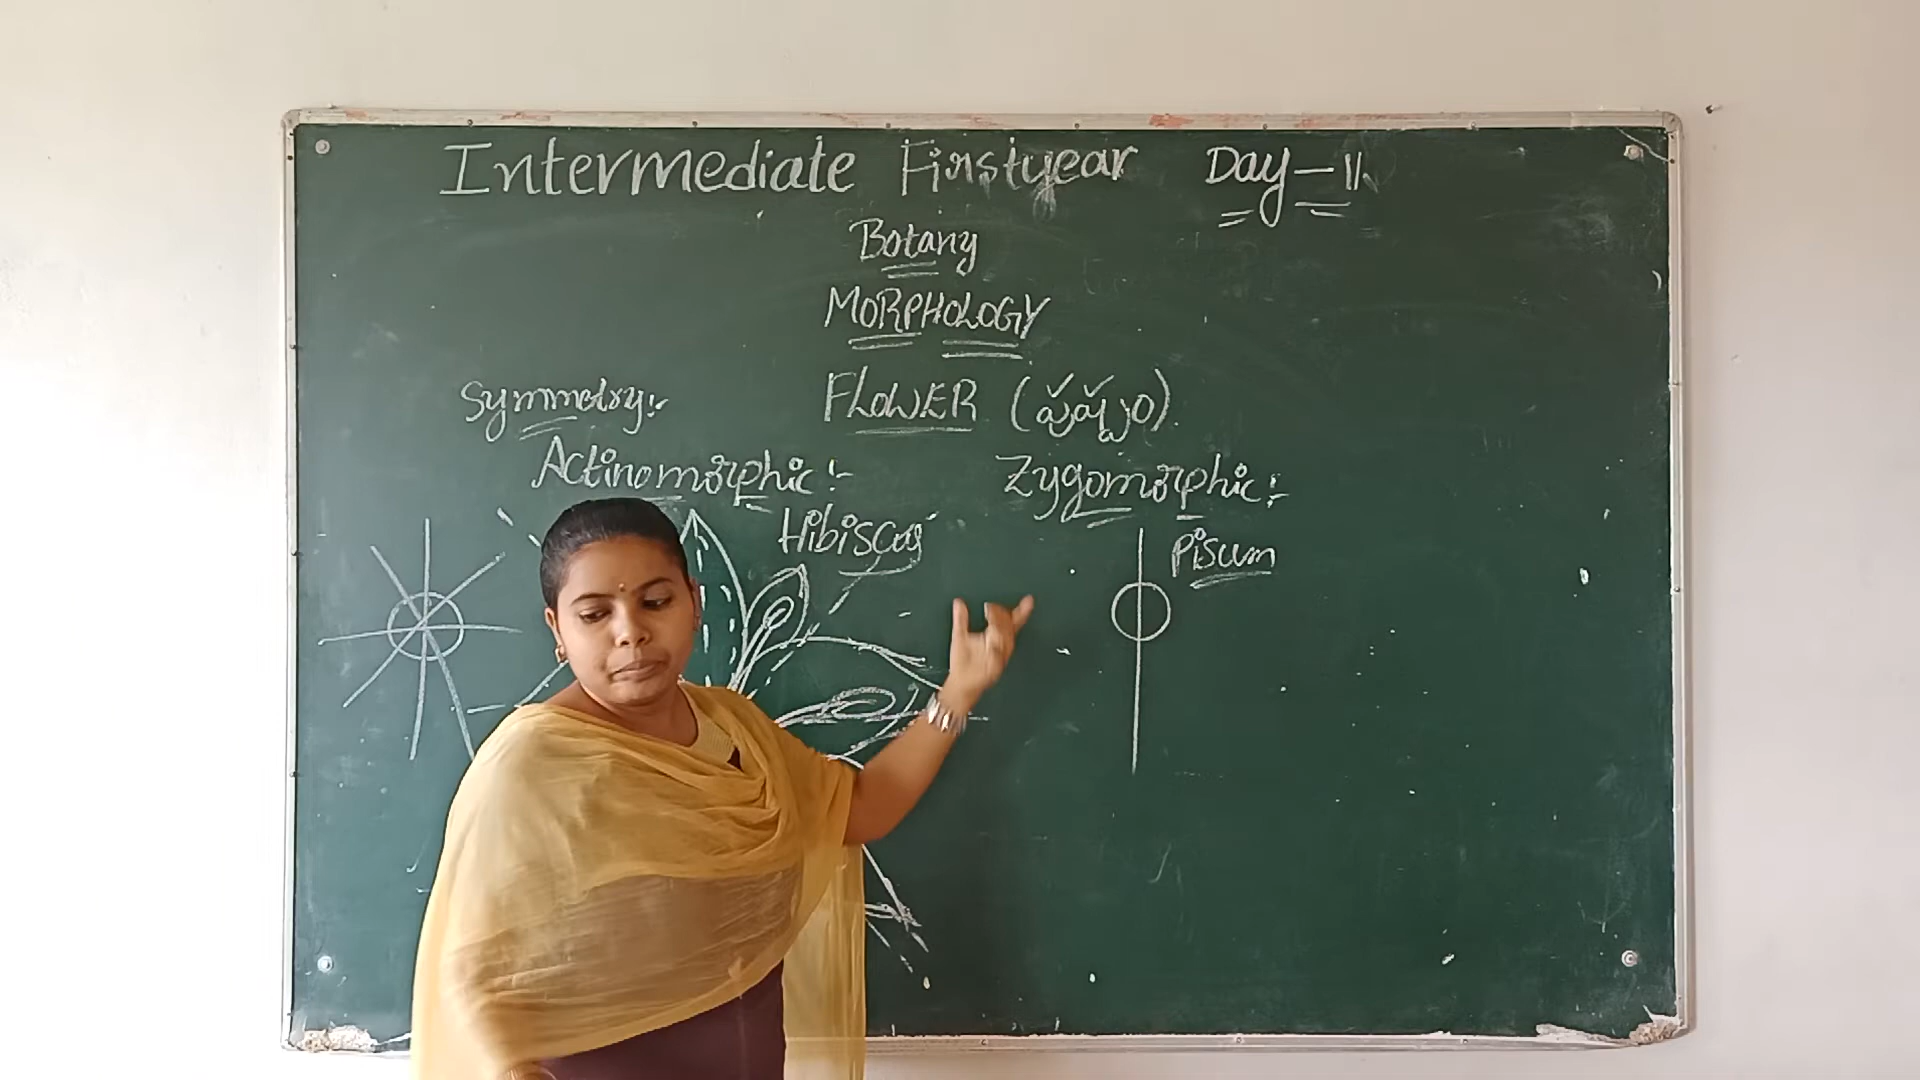 Intermediate Firstyear Day-11
Botany
MORPHOLOGY
Symmetry:- FLOWER (పుష్పం).
Actinomorphic:- Zygomorphic:-
Hibiscus Pisum